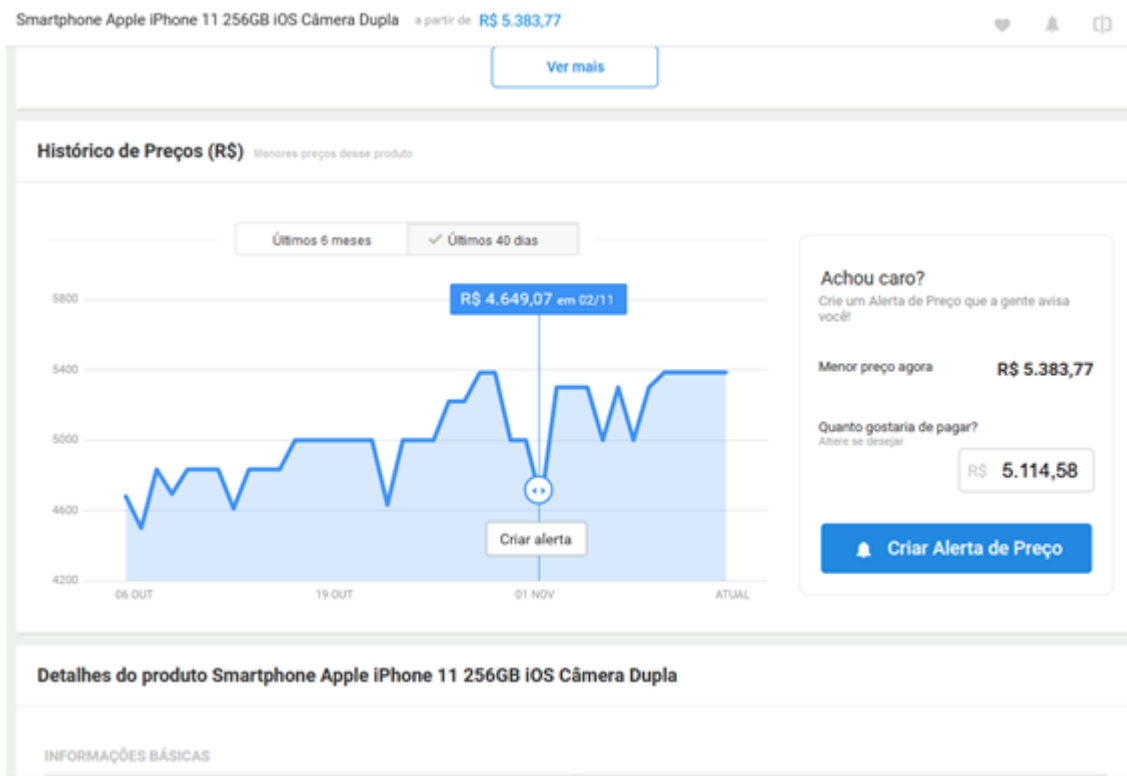 Smartphone Apple iPhone 11 256GB iOS Câmera Dupla a partir de R$ 5.383,77
Ver mais
Histórico de Preços (R$) Menores preços desse produto
Últimos 6 meses Últimos 40 dias
5800
R$ 4.649,07 em 02/11
5400
5000
4600
4200
Criar alerta
06 OUT 19 OUT 01 NOV ATUAL
Achou caro?
Crie um Alerta de Preço que a gente avisa
você!
Menor preço agora R$ 5.383,77
Quanto gostaria de pagar?
Altere se desejar
R$ 5.114,58
Criar Alerta de Preço
Detalhes do produto Smartphone Apple iPhone 11 256GB iOS Câmera Dupla
INFORMAÇÕES BÁSICAS